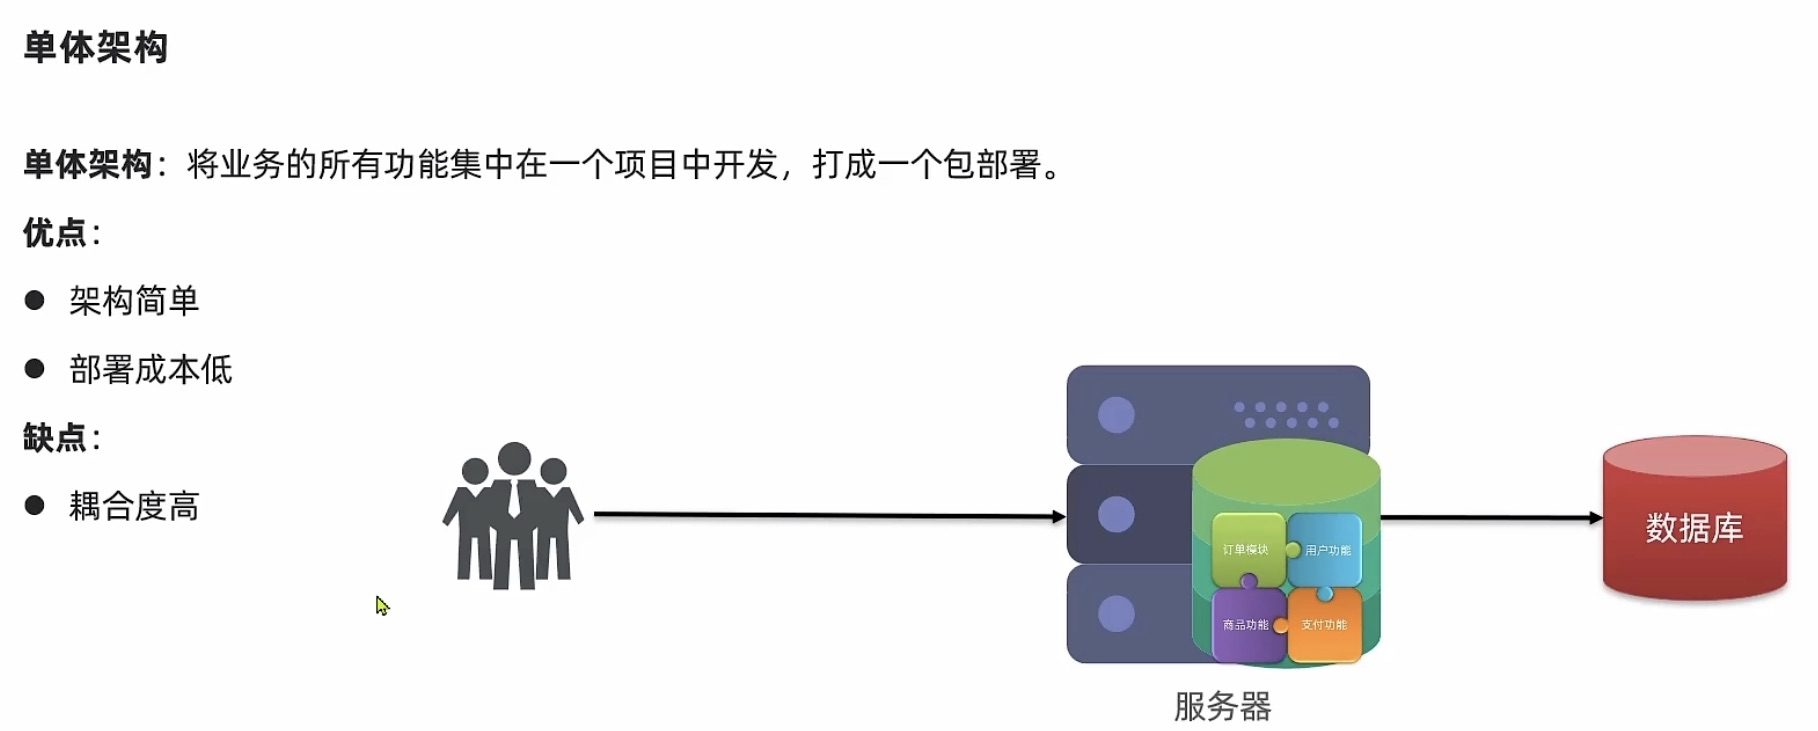 单体架构
单体架构：将业务的所有功能集中在一个项目中开发，打成一个包部署。
优点：
● 架构简单
● 部署成本低
缺点：
● 耦合度高
订单模块
用户功能
商品功能
支付功能
数据库
服务器